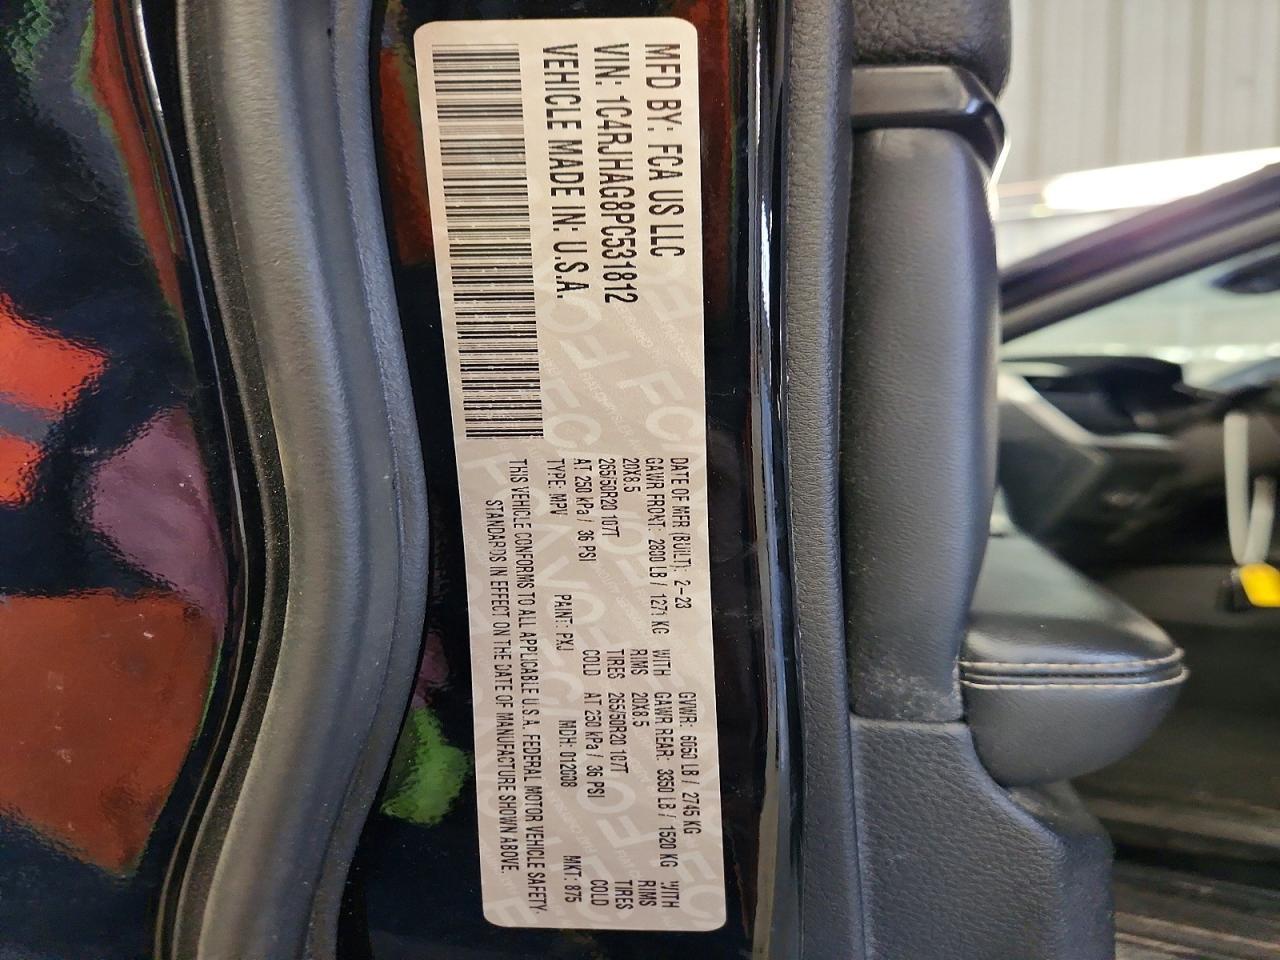 MFD BY: FCA US LLC
VIN: 1C4RJHAG8PC531812
VEHICLE MADE IN: U.S.A.
DATE OF MFR (BUILT): 2-23 GVWR: 6050 LB / 2745 KG
GAWR FRONT: 2800 LB / 1271 KG WITH GAWR REAR: 3350 LB / 1520 KG WITH
20X8.5 RIMS 20X8.5 RIMS
265/50R20 107T TIRES 265/50R20 107T TIRES
AT 250 kPa / 36 PSI COLD AT 250 kPa / 36 PSI COLD
TYPE: MPV PAINT: PXJ MDH: 012008 MKT: 875
THIS VEHICLE CONFORMS TO ALL APPLICABLE U.S.A. FEDERAL MOTOR VEHICLE SAFETY
STANDARDS IN EFFECT ON THE DATE OF MANUFACTURE SHOWN ABOVE.